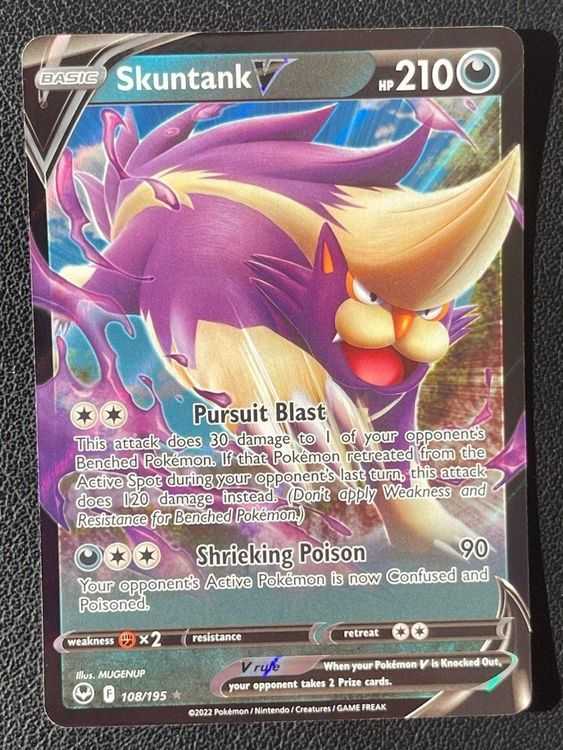 BASIC Skuntank V HP 210
Pursuit Blast
This attack does 30 damage to 1 of your opponent's
Benched Pokémon. If that Pokémon retreated from the
Active Spot during your opponent's last turn, this attack
does 120 damage instead. (Don't apply Weakness and
Resistance for Benched Pokémon.)
Shrieking Poison 90
Your opponent's Active Pokémon is now Confused and
Poisoned.
weakness ×2 resistance retreat
Illus. MUGENUP
V rule When your Pokémon V is Knocked Out,
your opponent takes 2 Prize cards.
F 108/195
©2022 Pokémon / Nintendo / Creatures / GAME FREAK